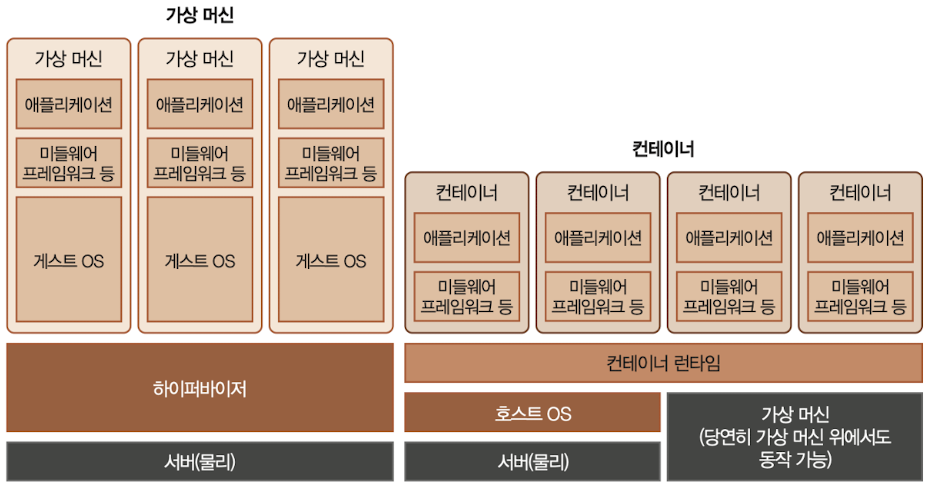 가상 머신
가상 머신
애플리케이션
미들웨어
프레임워크 등
게스트 OS
가상 머신
애플리케이션
미들웨어
프레임워크 등
게스트 OS
가상 머신
애플리케이션
미들웨어
프레임워크 등
게스트 OS
하이퍼바이저
서버(물리)
컨테이너
컨테이너
애플리케이션
미들웨어
프레임워크 등
컨테이너
애플리케이션
미들웨어
프레임워크 등
컨테이너
애플리케이션
미들웨어
프레임워크 등
컨테이너
애플리케이션
미들웨어
프레임워크 등
컨테이너 런타임
호스트 OS
서버(물리)
가상 머신
(당연히 가상 머신 위에서도
동작 가능)